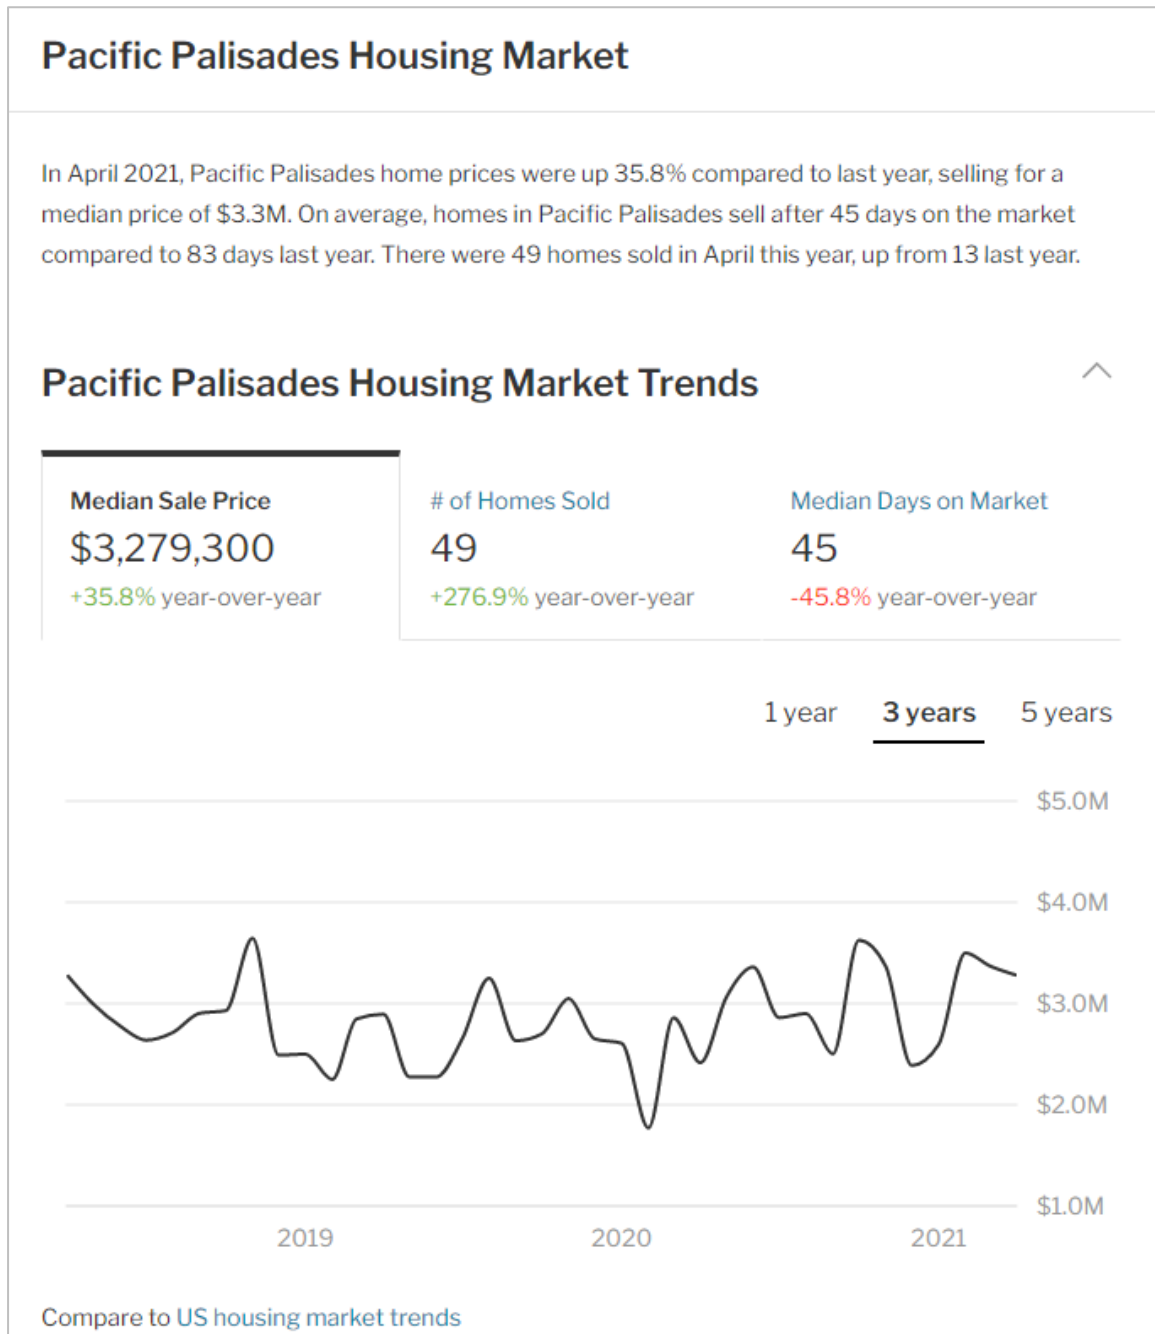 Pacific Palisades Housing Market
In April 2021, Pacific Palisades home prices were up 35.8% compared to last year, selling for a
median price of $3.3M. On average, homes in Pacific Palisades sell after 45 days on the market
compared to 83 days last year. There were 49 homes sold in April this year, up from 13 last year.
Pacific Palisades Housing Market Trends
Median Sale Price
$3,279,300
+35.8% year-over-year
# of Homes Sold
49
+276.9% year-over-year
Median Days on Market
45
-45.8% year-over-year
1 year 3 years 5 years
$5.0M
$4.0M
$3.0M
$2.0M
$1.0M
2019 2020 2021
Compare to US housing market trends